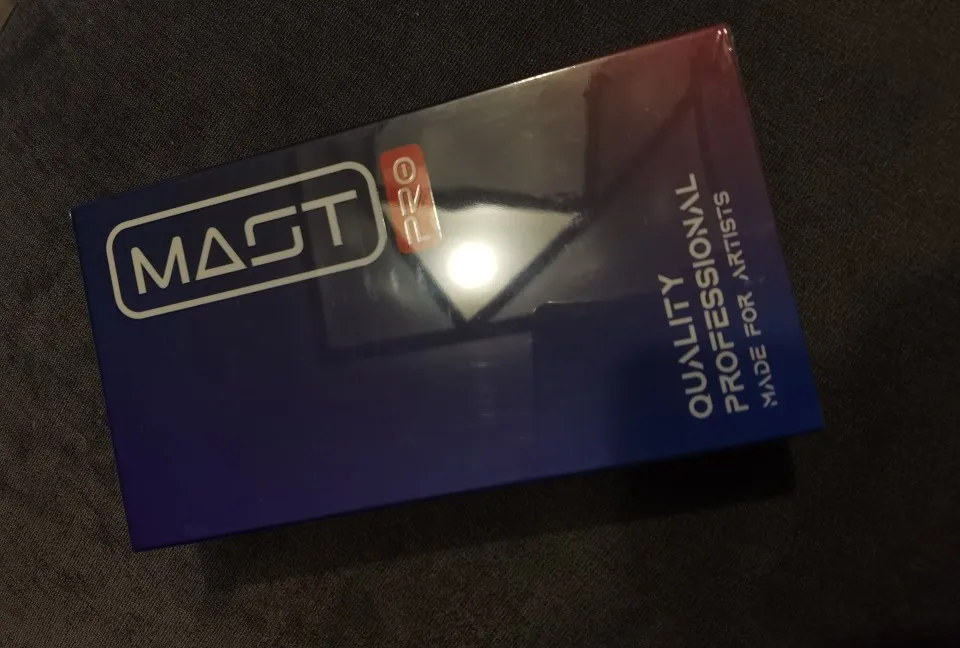 MAST
PRO
QUALITY
PROFESSIONAL
MADE FOR ARTISTS